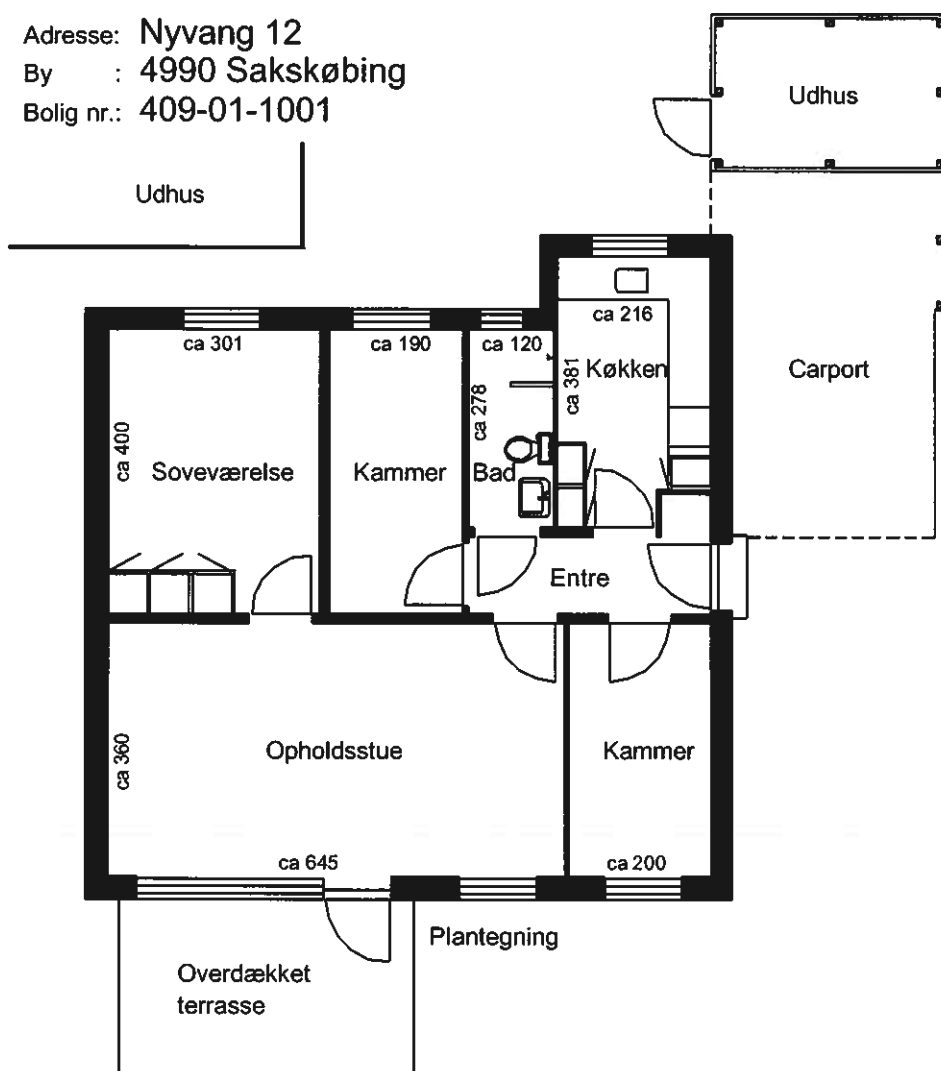 Adresse: Nyvang 12
By : 4990 Sakskøbing
Bolig nr.: 409-01-1001
Udhus
Udhus
ca 301
ca 190
ca 120
ca 216
ca 381
Køkken
Carport
ca 400
ca 278
Soveværelse
Kammer
Bad
Entre
ca 360
Opholdsstue
Kammer
ca 645
ca 200
Plantegning
Overdækket
terrasse